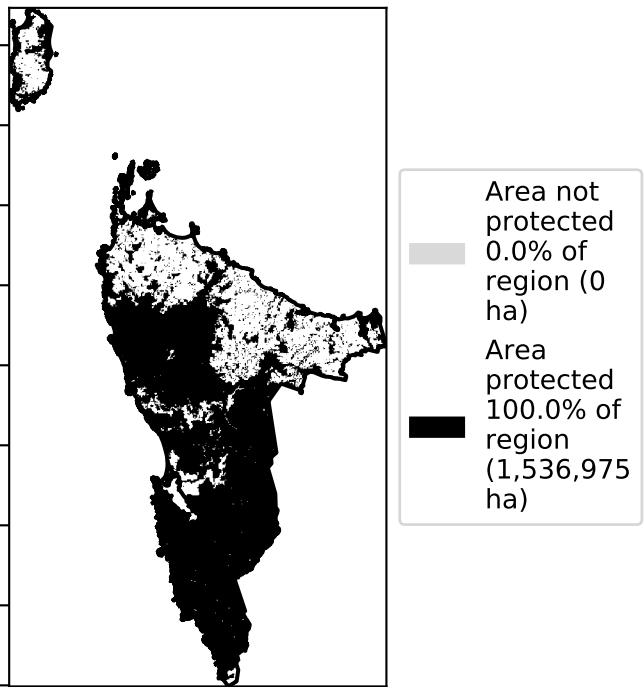 Area not
protected
0.0% of
region (0
ha)
Area
protected
100.0% of
region
(1,536,975
ha)